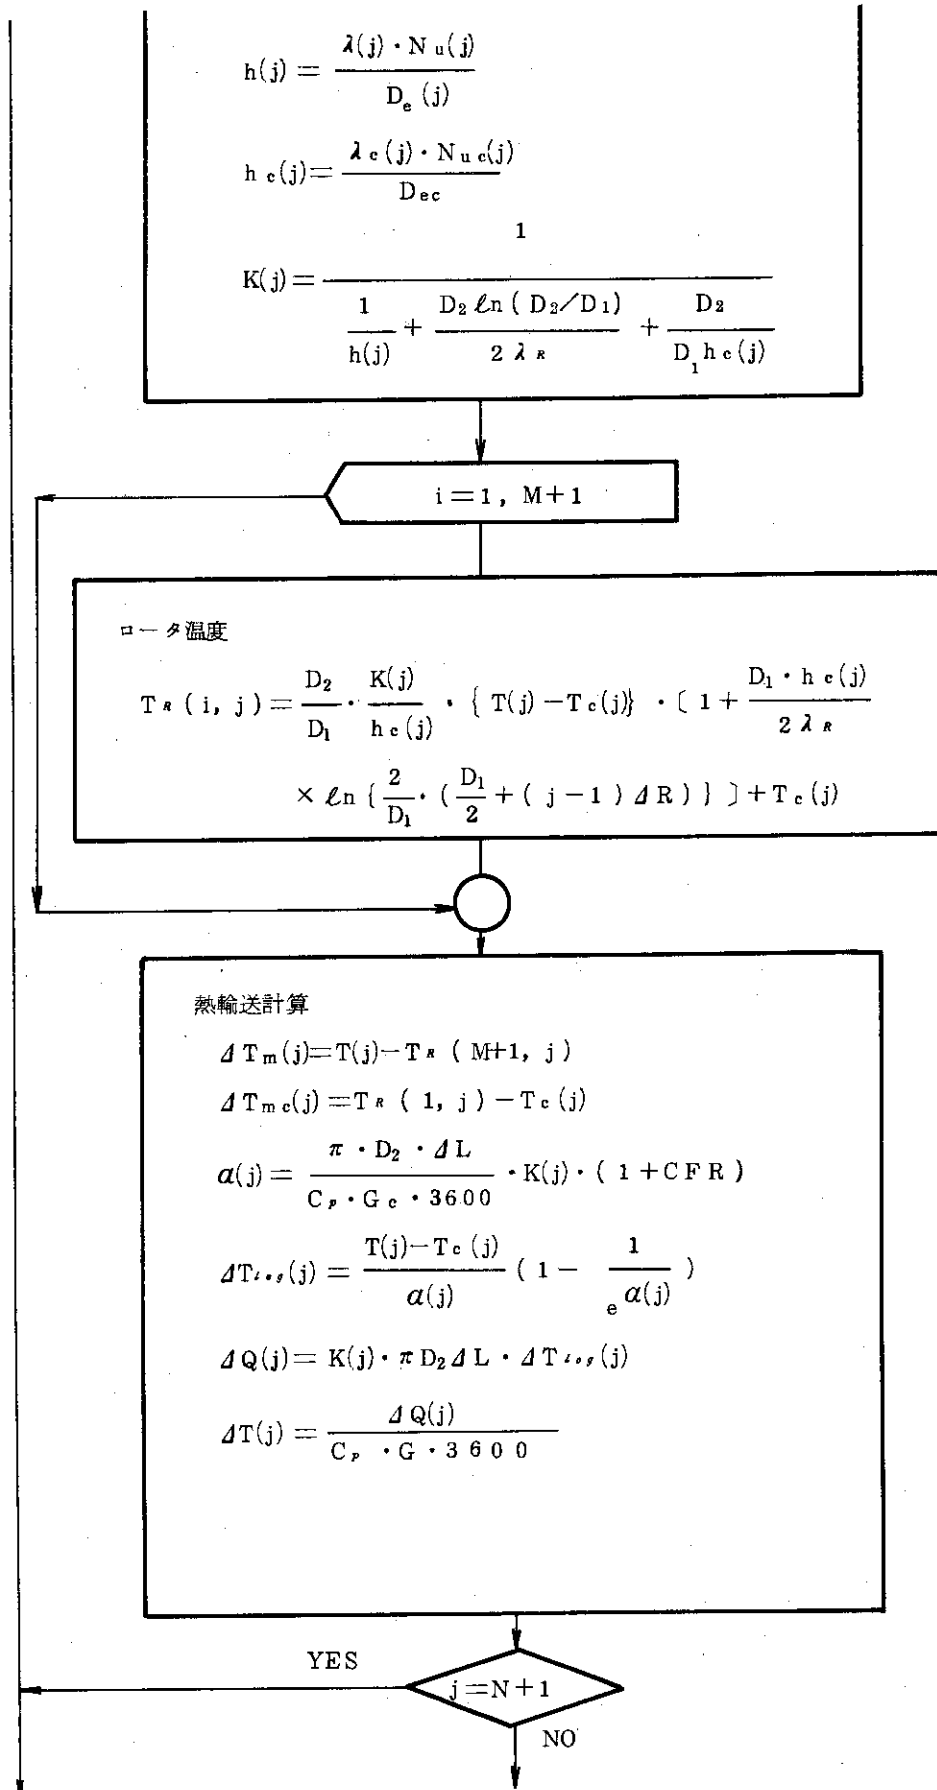 h(j) = λ(j)・Nu(j) / De(j)
hc(j) = λc(j)・Nuc(j) / Dec
K(j) = 1 / ( 1/h(j) + D2 ℓn(D2/D1) / 2λR + D2 / D1hc(j) )
i=1, M+1
ロータ温度
TR(i, j) = D2/D1・K(j)/hc(j)・{T(j)−Tc(j)}・〔1+ D1・hc(j) / 2λR
× ℓn{2/D1・(D1/2+(j−1)ΔR)}〕+Tc(j)
熱輸送計算
ΔTm(j)=T(j)−TR(M+1, j)
ΔTmc(j)=TR(1, j)−Tc(j)
α(j) = π・D2・ΔL / Cp・Gc・3600 ・K(j)・(1+CFR)
ΔTlog(j) = T(j)−Tc(j) / α(j) (1− 1 / e α(j))
ΔQ(j)=K(j)・πD2ΔL・ΔTlog(j)
ΔT(j) = ΔQ(j) / Cp・G・3600
YES
j=N+1
NO